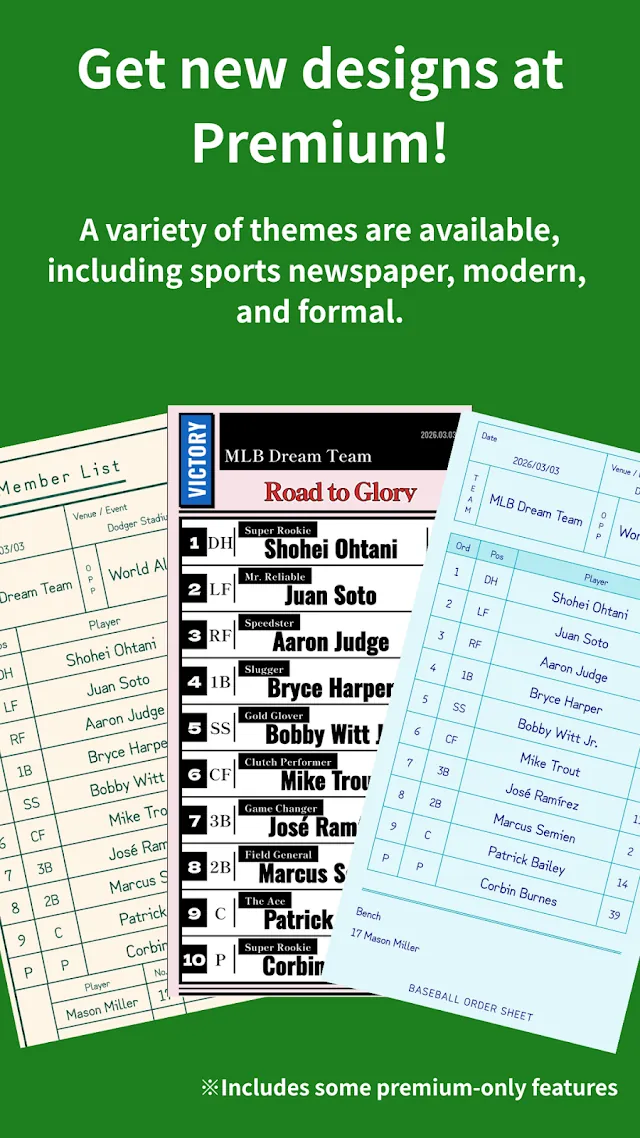 Get new designs at
Premium!
A variety of themes are available,
including sports newspaper, modern,
and formal.
Member List
Venue / Event
03/03
Dodger
Dream Team
OPP
World
Player
DH Shohei Ohtani
LF Juan Soto
RF Aaron Judge
1B Bryce Harpe
SS Bobby Witt
6 CF Mike Tro
7 3B José Ram
8 2B Marcus S
9 C Patrick
P P Corbin
Player No.
Mason Miller 17
VICTORY
2026.03.03
MLB Dream Team
Road to Glory
1 DH Super Rookie
Shohei Ohtani
2 LF Mr. Reliable
Juan Soto
3 RF Speedster
Aaron Judge
4 1B Slugger
Bryce Harper
5 SS Gold Glover
Bobby Witt J
6 CF Clutch Performer
Mike Trou
7 3B Game Changer
José Ram
8 2B Field General
Marcus S
9 C The Ace
Patrick
10 P Super Rookie
Corbin
Date
2026/03/03
Venue /
TEAM
MLB Dream Team
OPP
Wor
Ord Pos Player
1 DH Shohei Ohtani
2 LF Juan Soto
3 RF Aaron Judge
4 1B Bryce Harper
5 SS Bobby Witt Jr.
6 CF Mike Trout
7 3B José Ramírez
8 2B Marcus Semien 2
9 C Patrick Bailey 14
P P Corbin Burnes 39
Bench
17 Mason Miller
BASEBALL ORDER SHEET
※Includes some premium-only features